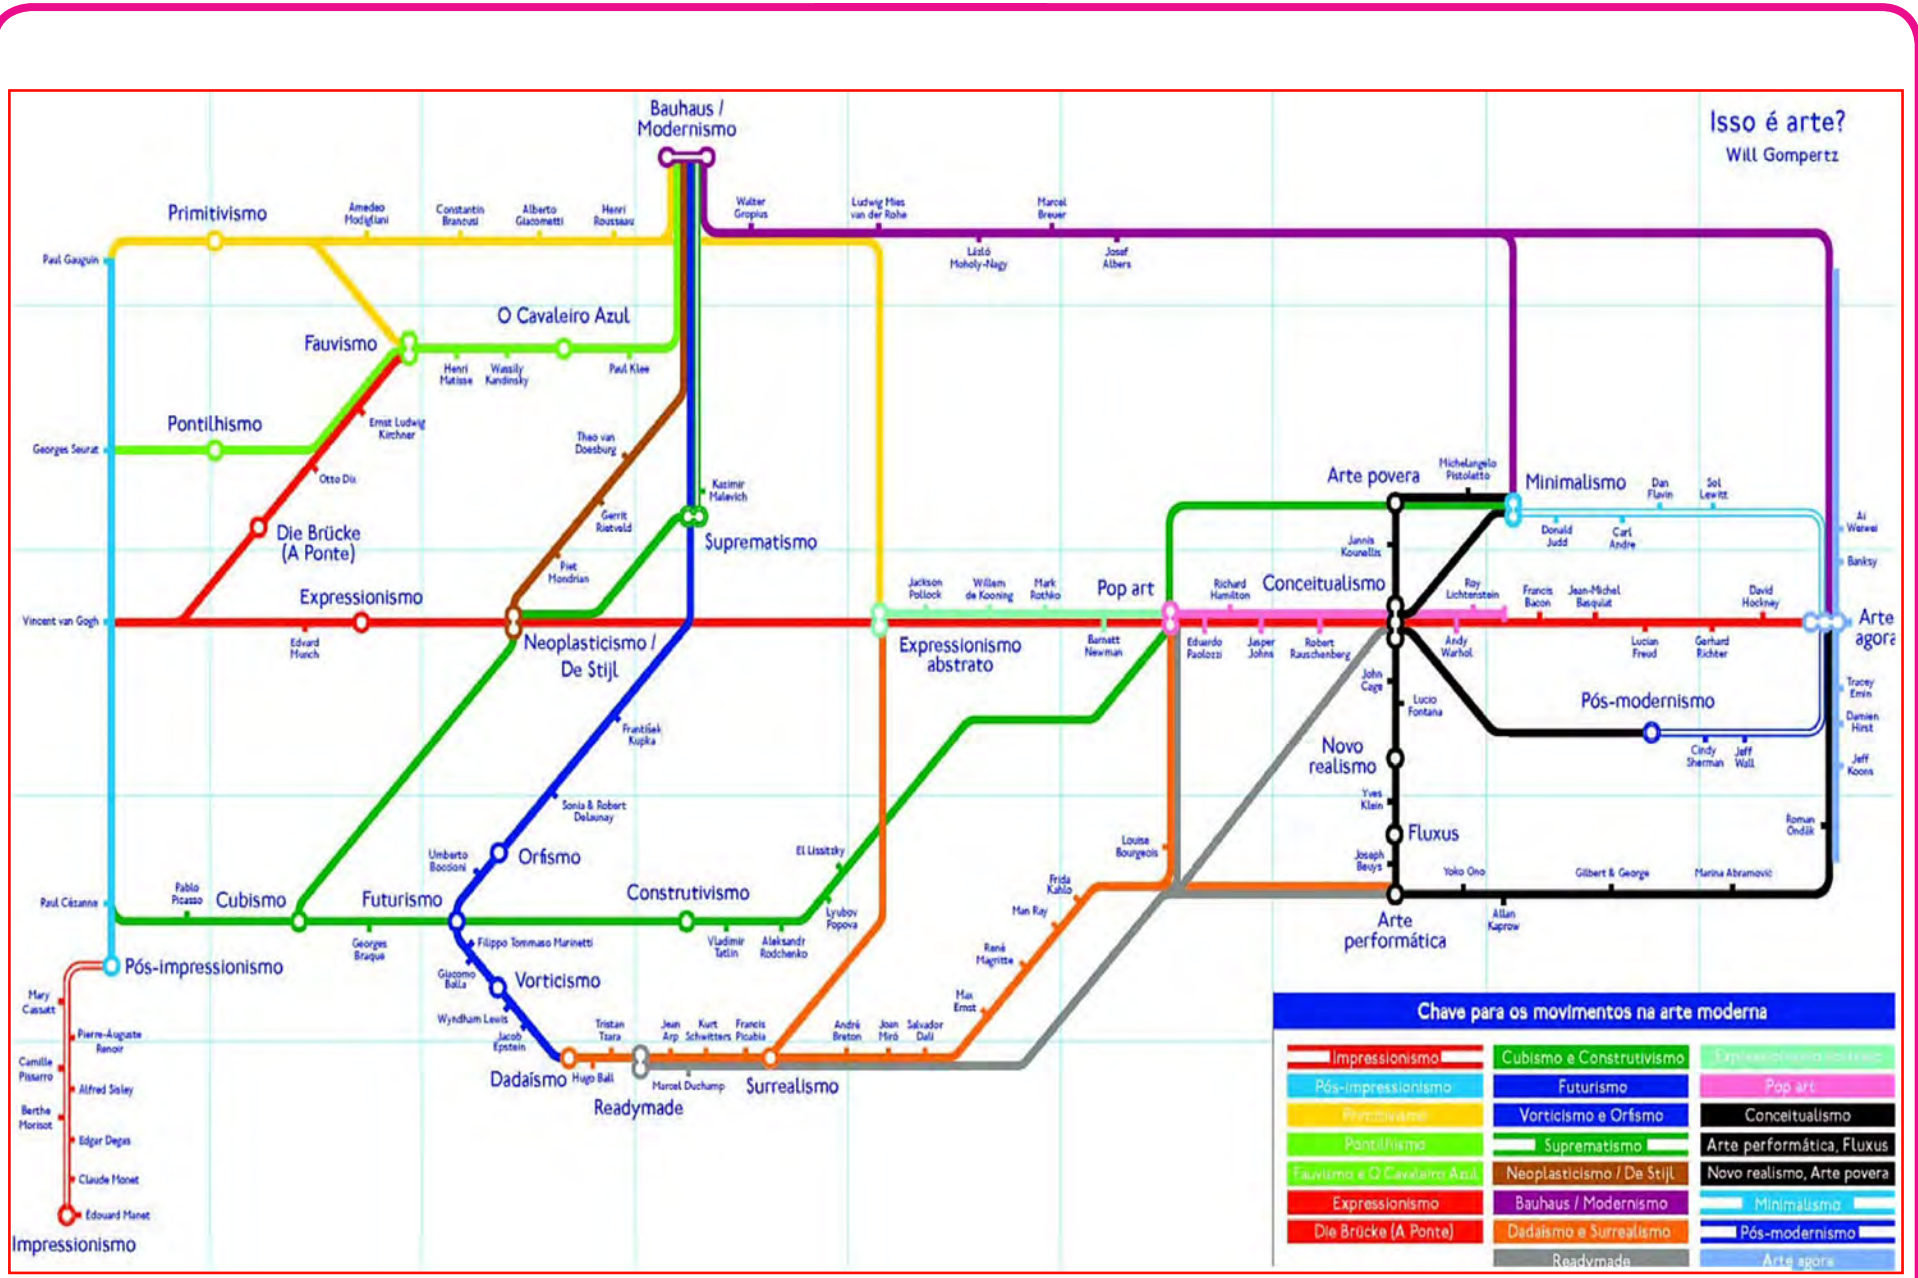 Isso é arte?
Will Gompertz
Bauhaus /
Modernismo
Primitivismo
Amedeo
Modigliani
Constantin
Brancusi
Alberto
Giacometti
Henri
Rousseau
Walter
Gropius
Ludwig Mies
van der Rohe
Marcel
Breuer
László
Moholy-Nagy
Josef
Albers
Paul Gauguin
O Cavaleiro Azul
Fauvismo
Henri
Matisse
Wassily
Kandinsky
Paul Klee
Pontilhismo
Ernst Ludwig
Kirchner
Georges Seurat
Otto Dix
Theo van
Doesburg
Kazimir
Malevich
Gerrit
Rietveld
Suprematismo
Piet
Mondrian
Die Brücke
(A Ponte)
Expressionismo
Vincent van Gogh
Edvard
Munch
Neoplasticismo /
De Stijl
Jackson
Pollock
Willem
de Kooning
Mark
Rothko
Pop art
Expressionismo
abstrato
Barnett
Newman
Richard
Hamilton
Eduardo
Paolozzi
Jasper
Johns
Robert
Rauschenberg
Conceitualismo
Arte povera
Michelangelo
Pistoletto
Minimalismo
Dan
Flavin
Sol
Lewitt
Donald
Judd
Carl
Andre
Jannis
Kounellis
Roy
Lichtenstein
Francis
Bacon
Jean-Michel
Basquiat
David
Hockney
Andy
Warhol
Lucian
Freud
Gerhard
Richter
Ai
Weiwei
Banksy
Arte
agora
Tracey
Emin
Damien
Hirst
Jeff
Koons
Roman
Ondák
John
Cage
Lucio
Fontana
Pós-modernismo
Cindy
Sherman
Jeff
Wall
Novo
realismo
Yves
Klein
Fluxus
Joseph
Beuys
Yoko Ono
Gilbert & George
Marina Abramović
Allan
Kaprow
Arte
performática
František
Kupka
Sonia & Robert
Delaunay
Orfismo
Umberto
Boccioni
Paul Cézanne
Pablo
Picasso
Cubismo
Georges
Braque
Futurismo
Filippo Tommaso Marinetti
Giacomo
Balla
Vorticismo
Wyndham Lewis
Jacob
Epstein
Construtivismo
Vladimir
Tatlin
Aleksandr
Rodchenko
El Lissitsky
Lyubov
Popova
Louise
Bourgeois
Frida
Kahlo
Man Ray
René
Magritte
Max
Ernst
Dadaísmo
Hugo Ball
Tristan
Tzara
Readymade
Marcel Duchamp
Jean
Arp
Kurt
Schwitters
Francis
Picabia
Surrealismo
André
Breton
Joan
Miró
Salvador
Dalí
Pós-impressionismo
Mary
Cassatt
Pierre-Auguste
Renoir
Camille
Pissarro
Alfred Sisley
Berthe
Morisot
Edgar Degas
Claude Monet
Édouard Manet
Impressionismo
Chave para os movimentos na arte moderna
Impressionismo
Pós-impressionismo
Primitivismo
Pontilhismo
Fauvismo e O Cavaleiro Azul
Expressionismo
Die Brücke (A Ponte)
Cubismo e Construtivismo
Futurismo
Vorticismo e Orfismo
Suprematismo
Neoplasticismo / De Stijl
Bauhaus / Modernismo
Dadaísmo e Surrealismo
Readymade
Expressionismo abstrato
Pop art
Conceitualismo
Arte performática, Fluxus
Novo realismo, Arte povera
Minimalismo
Pós-modernismo
Arte agora